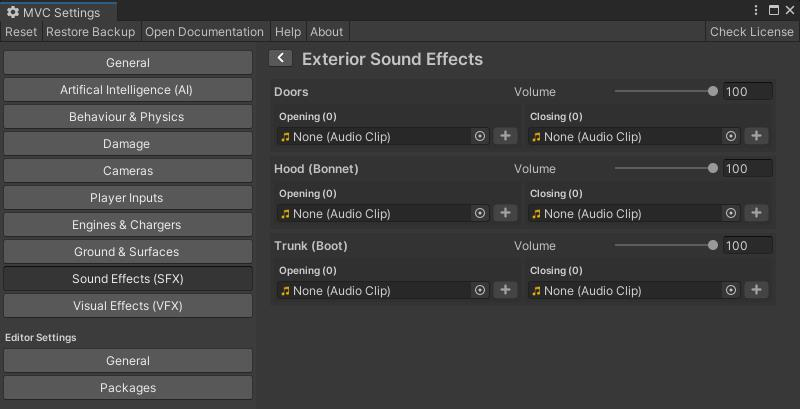 MVC Settings
Reset Restore Backup Open Documentation Help About Check License
General
Artifical Intelligence (AI)
Behaviour & Physics
Damage
Cameras
Player Inputs
Engines & Chargers
Ground & Surfaces
Sound Effects (SFX)
Visual Effects (VFX)
Editor Settings
General
Packages
Exterior Sound Effects
Doors Volume 100
Opening (0) Closing (0)
None (Audio Clip) None (Audio Clip)
Hood (Bonnet) Volume 100
Opening (0) Closing (0)
None (Audio Clip) None (Audio Clip)
Trunk (Boot) Volume 100
Opening (0) Closing (0)
None (Audio Clip) None (Audio Clip)